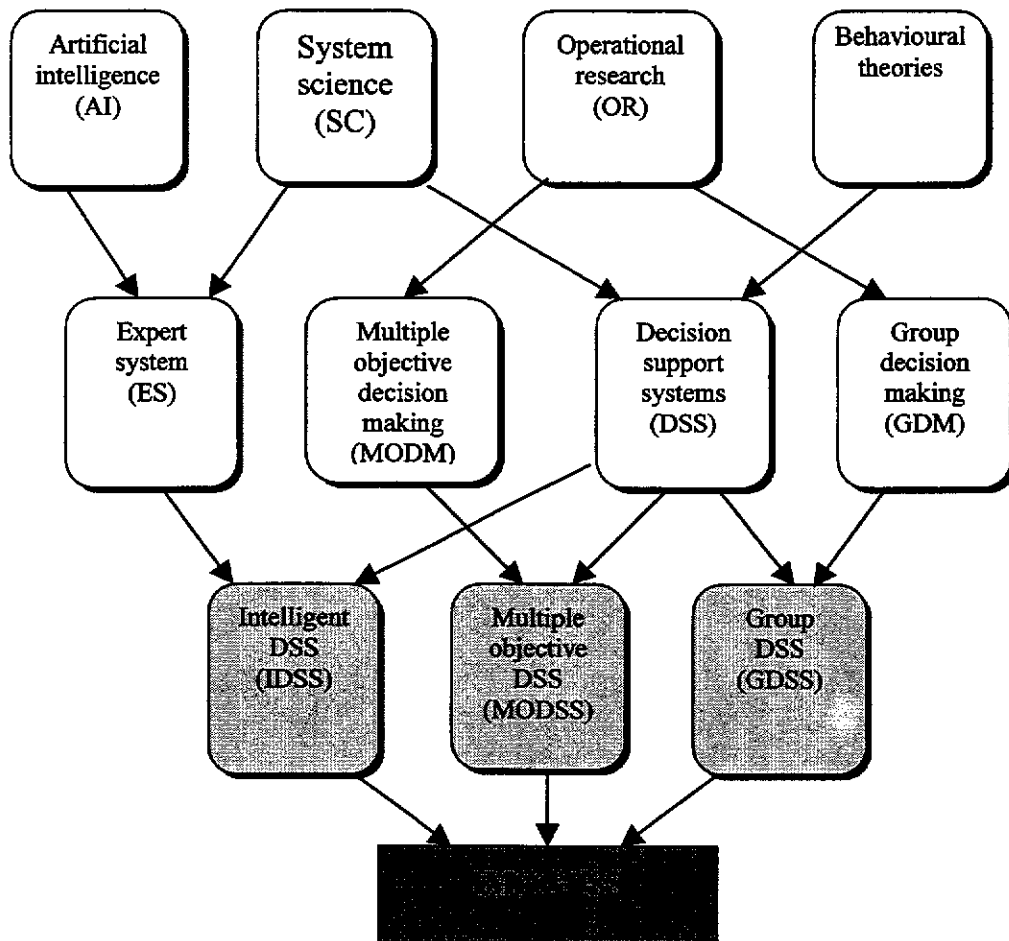 Artificial
intelligence
(AI)
System
science
(SC)
Operational
research
(OR)
Behavioural
theories
Expert
system
(ES)
Multiple
objective
decision
making
(MODM)
Decision
support
systems
(DSS)
Group
decision
making
(GDM)
Intelligent
DSS
(IDSS)
Multiple
objective
DSS
(MODSS)
Group
DSS
(GDSS)